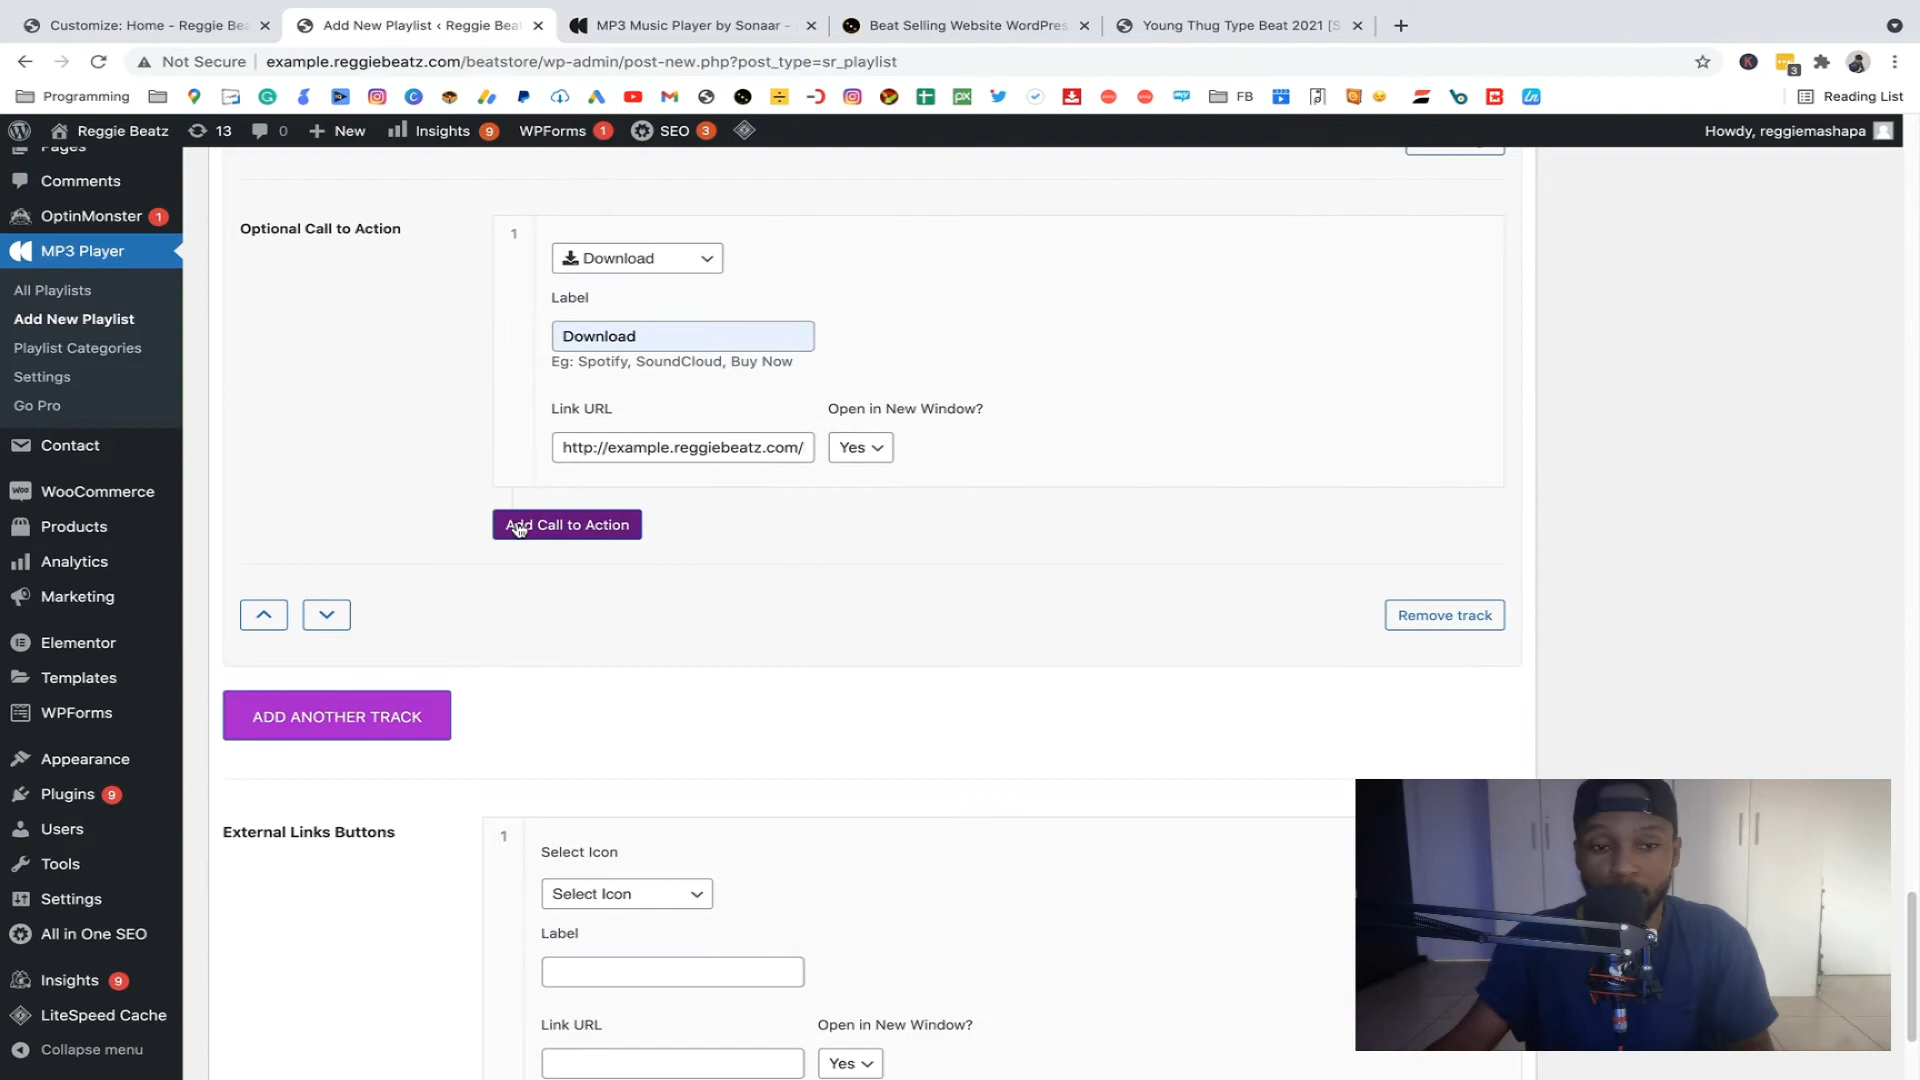 Customize: Home - Reggie Bea
Add New Playlist ‹ Reggie Beat
MP3 Music Player by Sonaar -
Beat Selling Website WordPres
Young Thug Type Beat 2021 [S
Not Secure
example.reggiebeatz.com/beatstore/wp-admin/post-new.php?post_type=sr_playlist
3
Programming
FB
Reading List
Reggie Beatz
13
0
New
Insights 9
WPForms 1
SEO 3
Howdy, reggiemashapa
Pages
Comments
OptinMonster 1
MP3 Player
All Playlists
Add New Playlist
Playlist Categories
Settings
Go Pro
Contact
WooCommerce
Products
Analytics
Marketing
Elementor
Templates
WPForms
Appearance
Plugins 9
Users
Tools
Settings
All in One SEO
Insights 9
LiteSpeed Cache
Collapse menu
Optional Call to Action
1
Download
Label
Download
Eg: Spotify, SoundCloud, Buy Now
Link URL
Open in New Window?
http://example.reggiebeatz.com/
Yes
Add Call to Action
Remove track
ADD ANOTHER TRACK
External Links Buttons
1
Select Icon
Select Icon
Label
Link URL
Open in New Window?
Yes